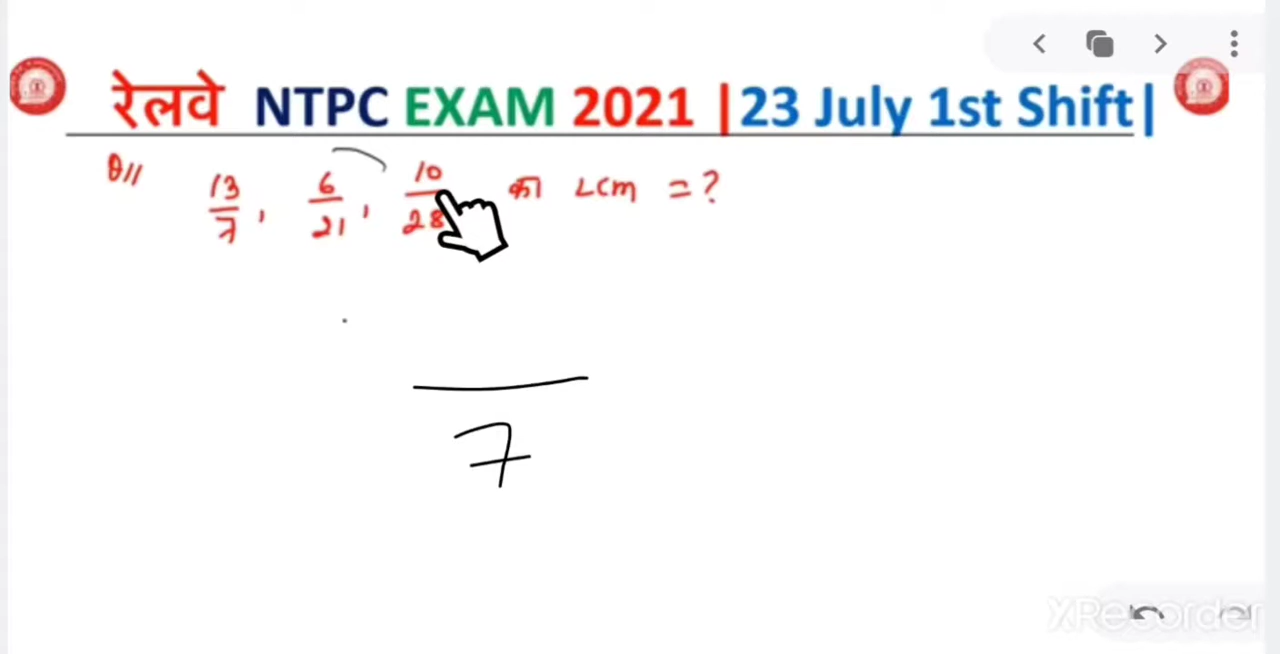 रेलवे NTPC EXAM 2021 | 23 July 1st Shift |
θ// 13/7, 6/21, 10/28 का LCM = ?
7
XRecorder